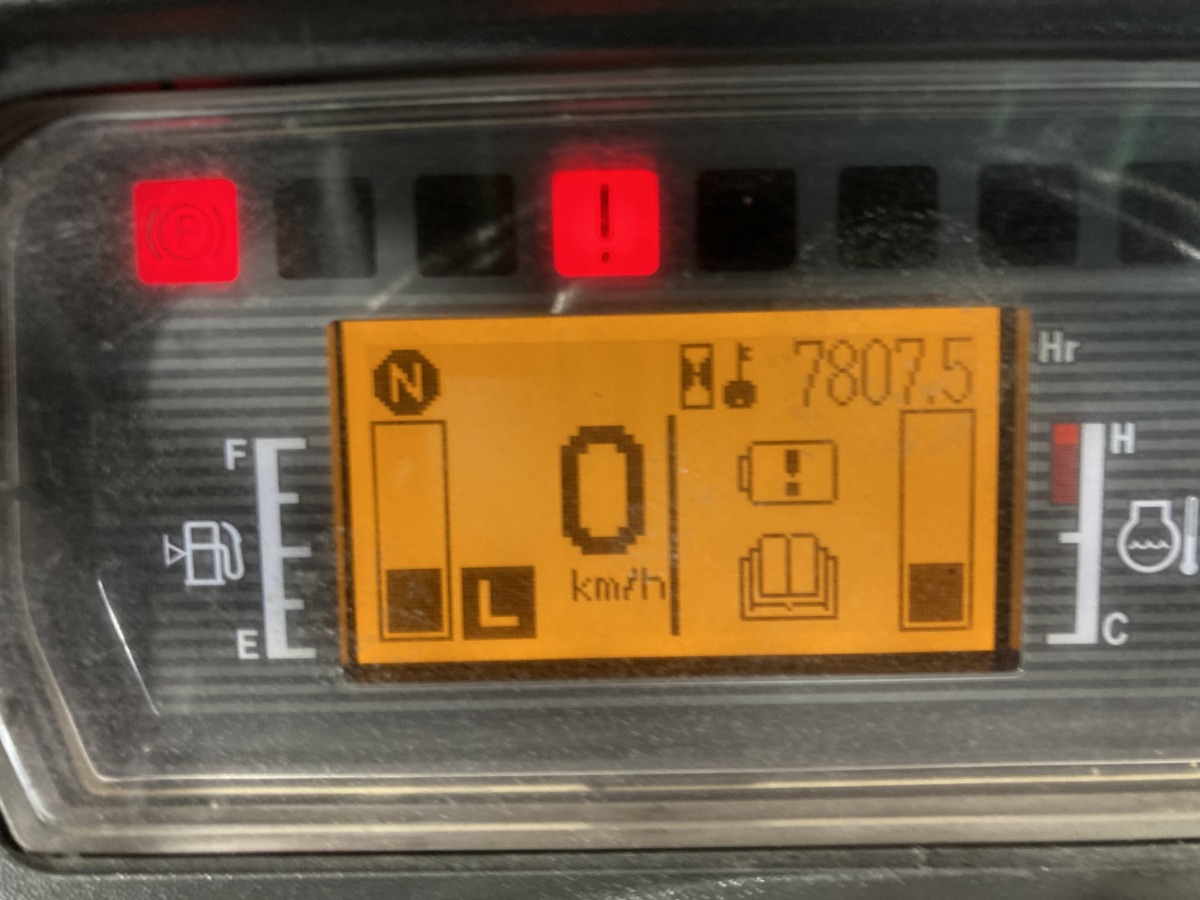 P !
N H 7807.5 Hr
F 0 ! H
L km/h
E C